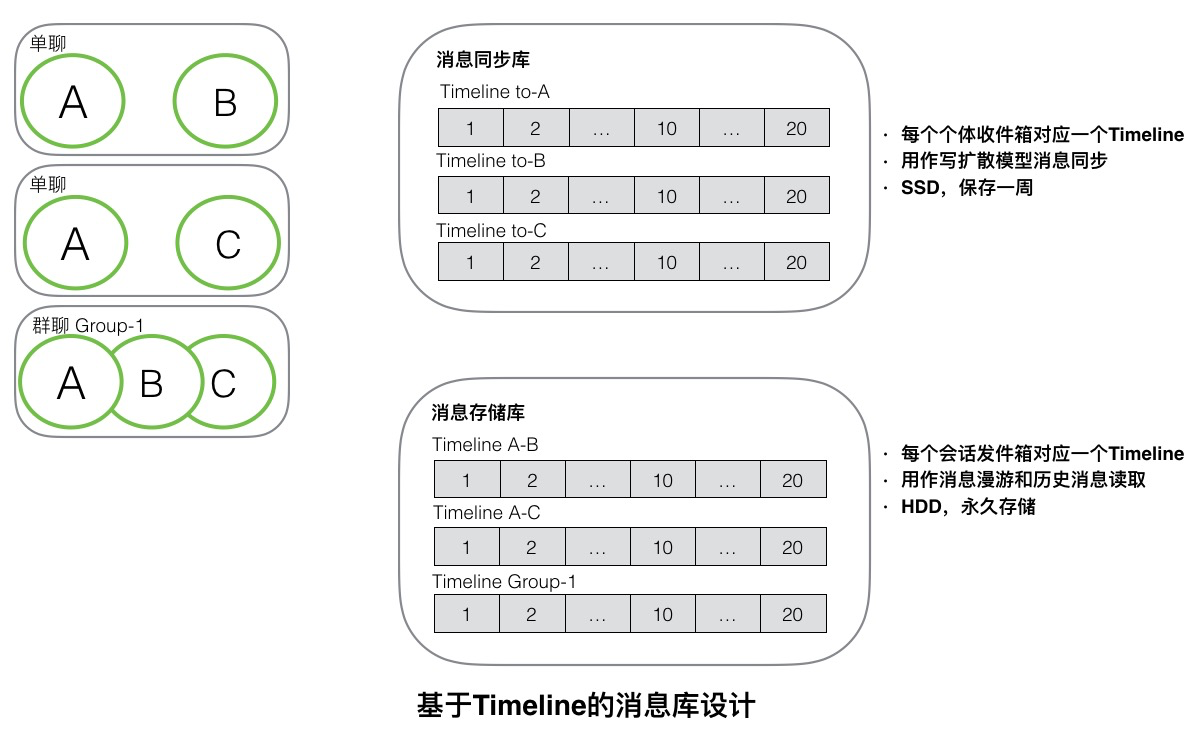 单聊
A B
单聊
A C
群聊 Group-1
A B C
消息同步库
Timeline to-A
1 2 … 10 … 20
Timeline to-B
1 2 … 10 … 20
Timeline to-C
1 2 … 10 … 20
· 每个个体收件箱对应一个Timeline
· 用作写扩散模型消息同步
· SSD，保存一周
消息存储库
Timeline A-B
1 2 … 10 … 20
Timeline A-C
1 2 … 10 … 20
Timeline Group-1
1 2 … 10 … 20
· 每个会话发件箱对应一个Timeline
· 用作消息漫游和历史消息读取
· HDD，永久存储
基于Timeline的消息库设计